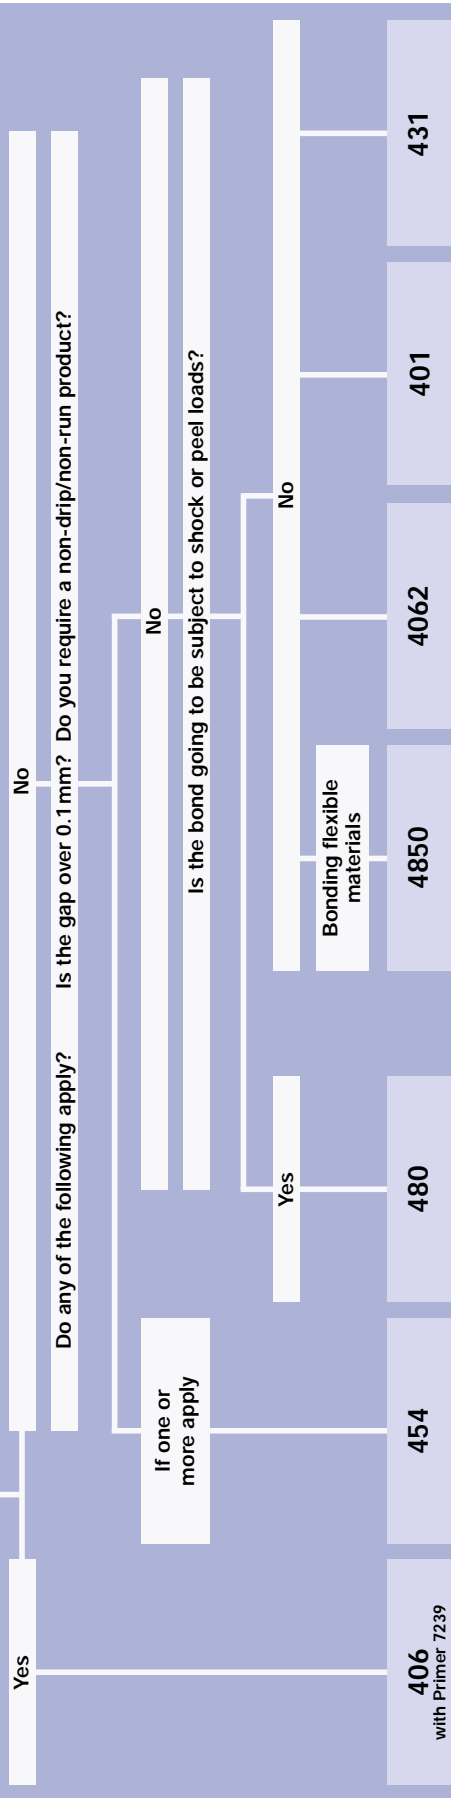 Yes
No
Do any of the following apply? Is the gap over 0.1mm? Do you require a non-drip/non-run product?
If one or
more apply
No
Is the bond going to be subject to shock or peel loads?
Yes
No
Bonding flexible
materials
406
with Primer 7239
454
480
4850
4062
401
431